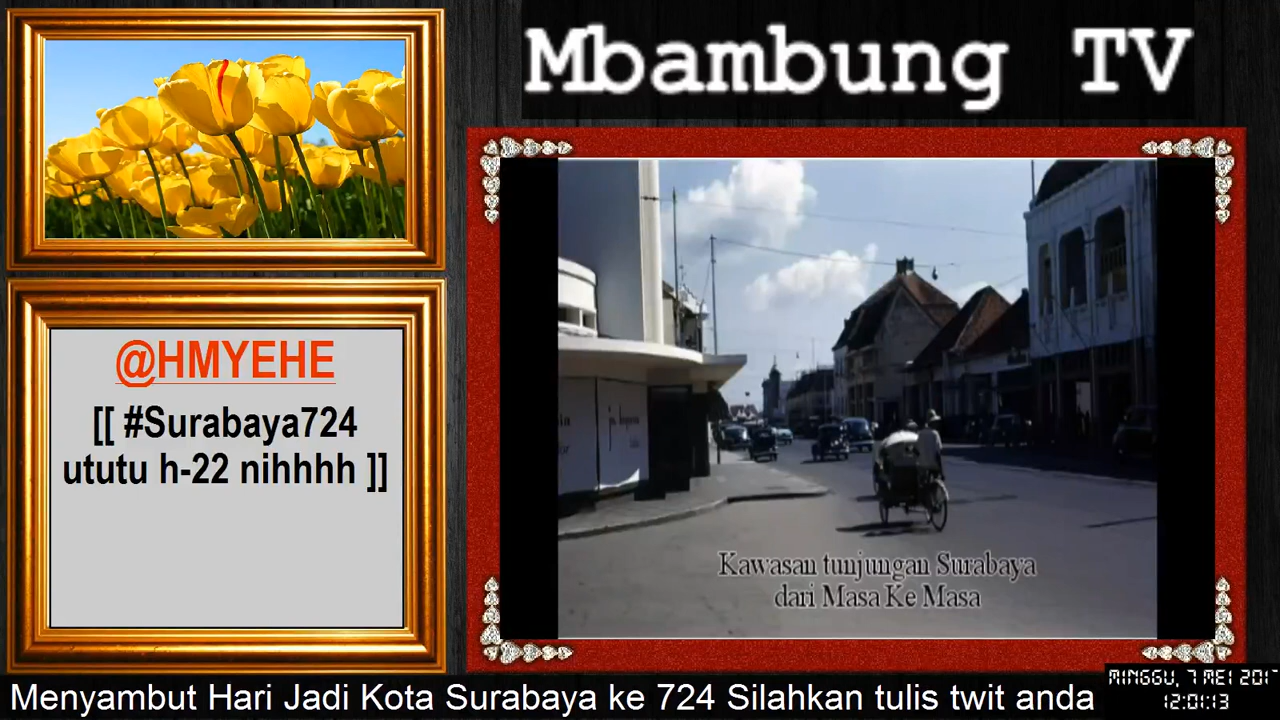 Mbambung TV
@HMYEHE
[[ #Surabaya724
ututu h-22 nihhhh ]]
Kawasan tunjungan Surabaya
dari Masa Ke Masa
Menyambut Hari Jadi Kota Surabaya ke 724 Silahkan tulis twit anda
MINGGU, 7 MEI 2017
12:01:13